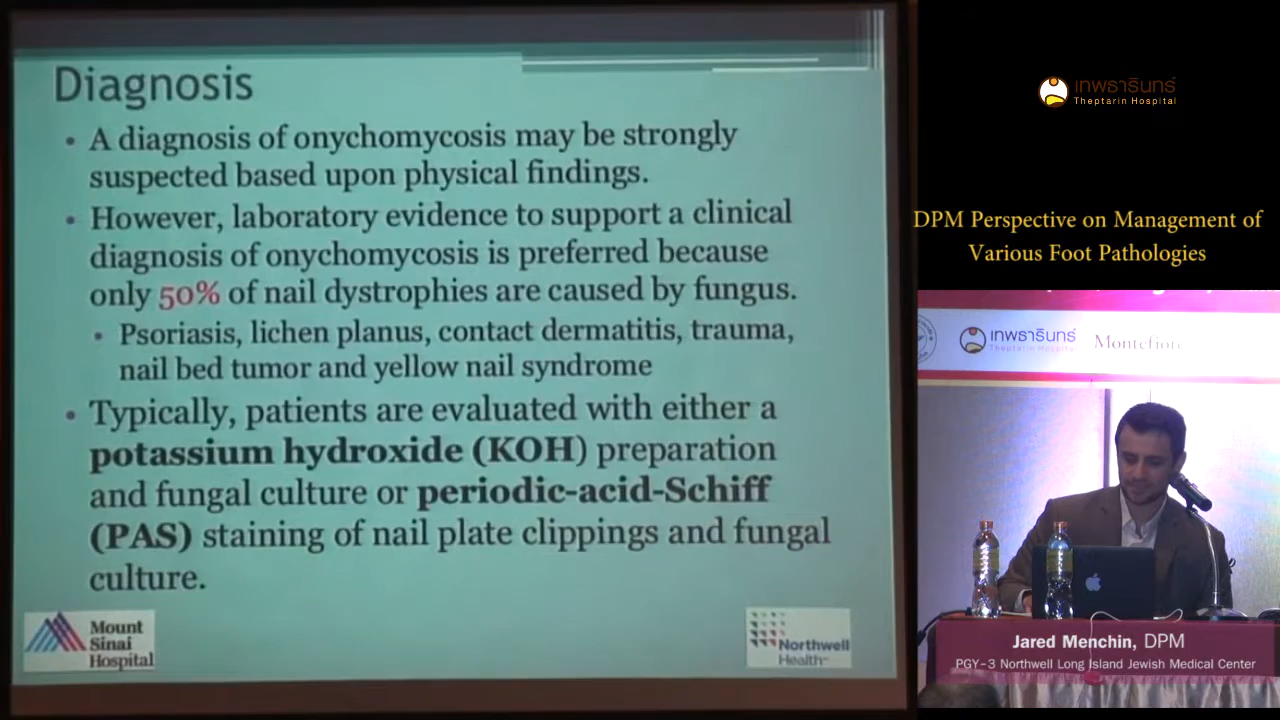 Diagnosis
• A diagnosis of onychomycosis may be strongly
suspected based upon physical findings.
• However, laboratory evidence to support a clinical
diagnosis of onychomycosis is preferred because
only 50% of nail dystrophies are caused by fungus.
• Psoriasis, lichen planus, contact dermatitis, trauma,
nail bed tumor and yellow nail syndrome
• Typically, patients are evaluated with either a
potassium hydroxide (KOH) preparation
and fungal culture or periodic-acid-Schiff
(PAS) staining of nail plate clippings and fungal
culture.
Mount
Sinai
Hospital
Northwell
Health
เทพธารินทร์
Theptarin Hospital
DPM Perspective on Management of
Various Foot Pathologies
เทพธารินทร์
Theptarin Hospital
Montefiore
Jared Menchin, DPM
PGY-3 Northwell Long Island Jewish Medical Center